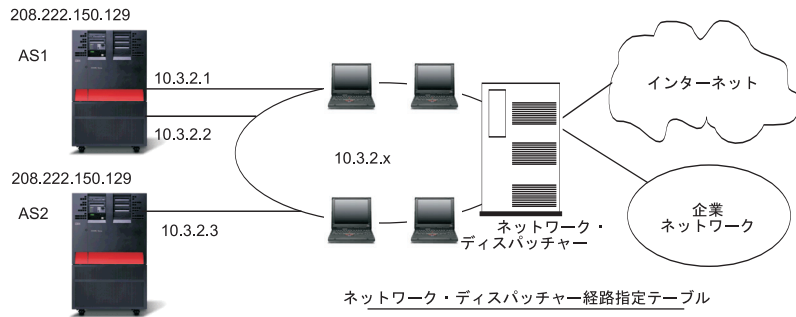 208.222.150.129
AS1
10.3.2.1
10.3.2.2
インターネット
10.3.2.x
208.222.150.129
AS2
10.3.2.3
ネットワーク・
ディスパッチャー
企業
ネットワーク
ネットワーク・ディスパッチャー経路指定テーブル